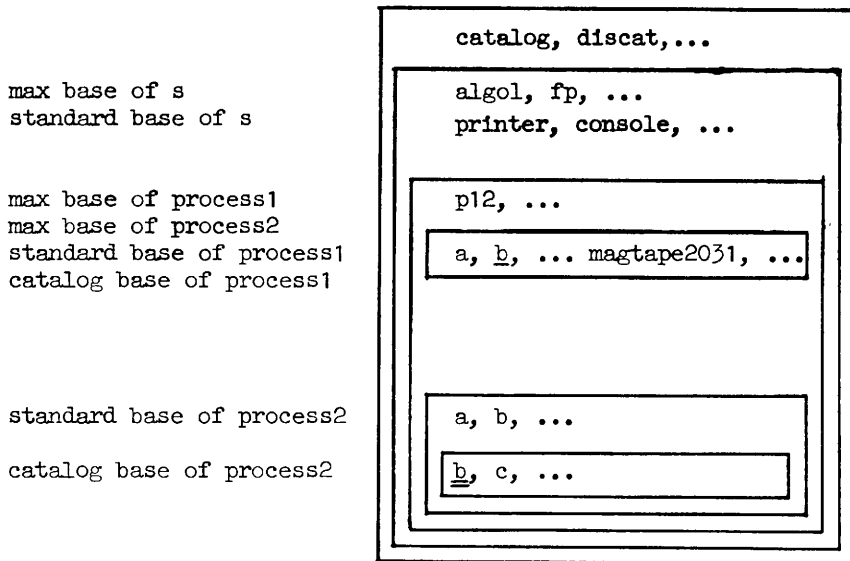 catalog, discat,...
max base of s algol, fp, ...
standard base of s printer, console, ...
max base of process1 p12, ...
max base of process2
standard base of process1 a, b, ... magtape2031, ...
catalog base of process1
standard base of process2 a, b, ...
catalog base of process2 b, c, ...